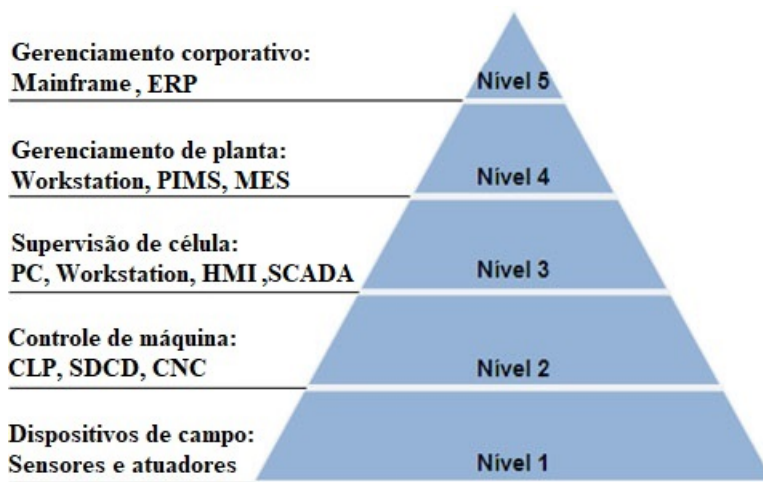 Gerenciamento corporativo:
Mainframe, ERP
Nível 5
Gerenciamento de planta:
Workstation, PIMS, MES
Nível 4
Supervisão de célula:
PC, Workstation, HMI ,SCADA
Nível 3
Controle de máquina:
CLP, SDCD, CNC
Nível 2
Dispositivos de campo:
Sensores e atuadores
Nível 1